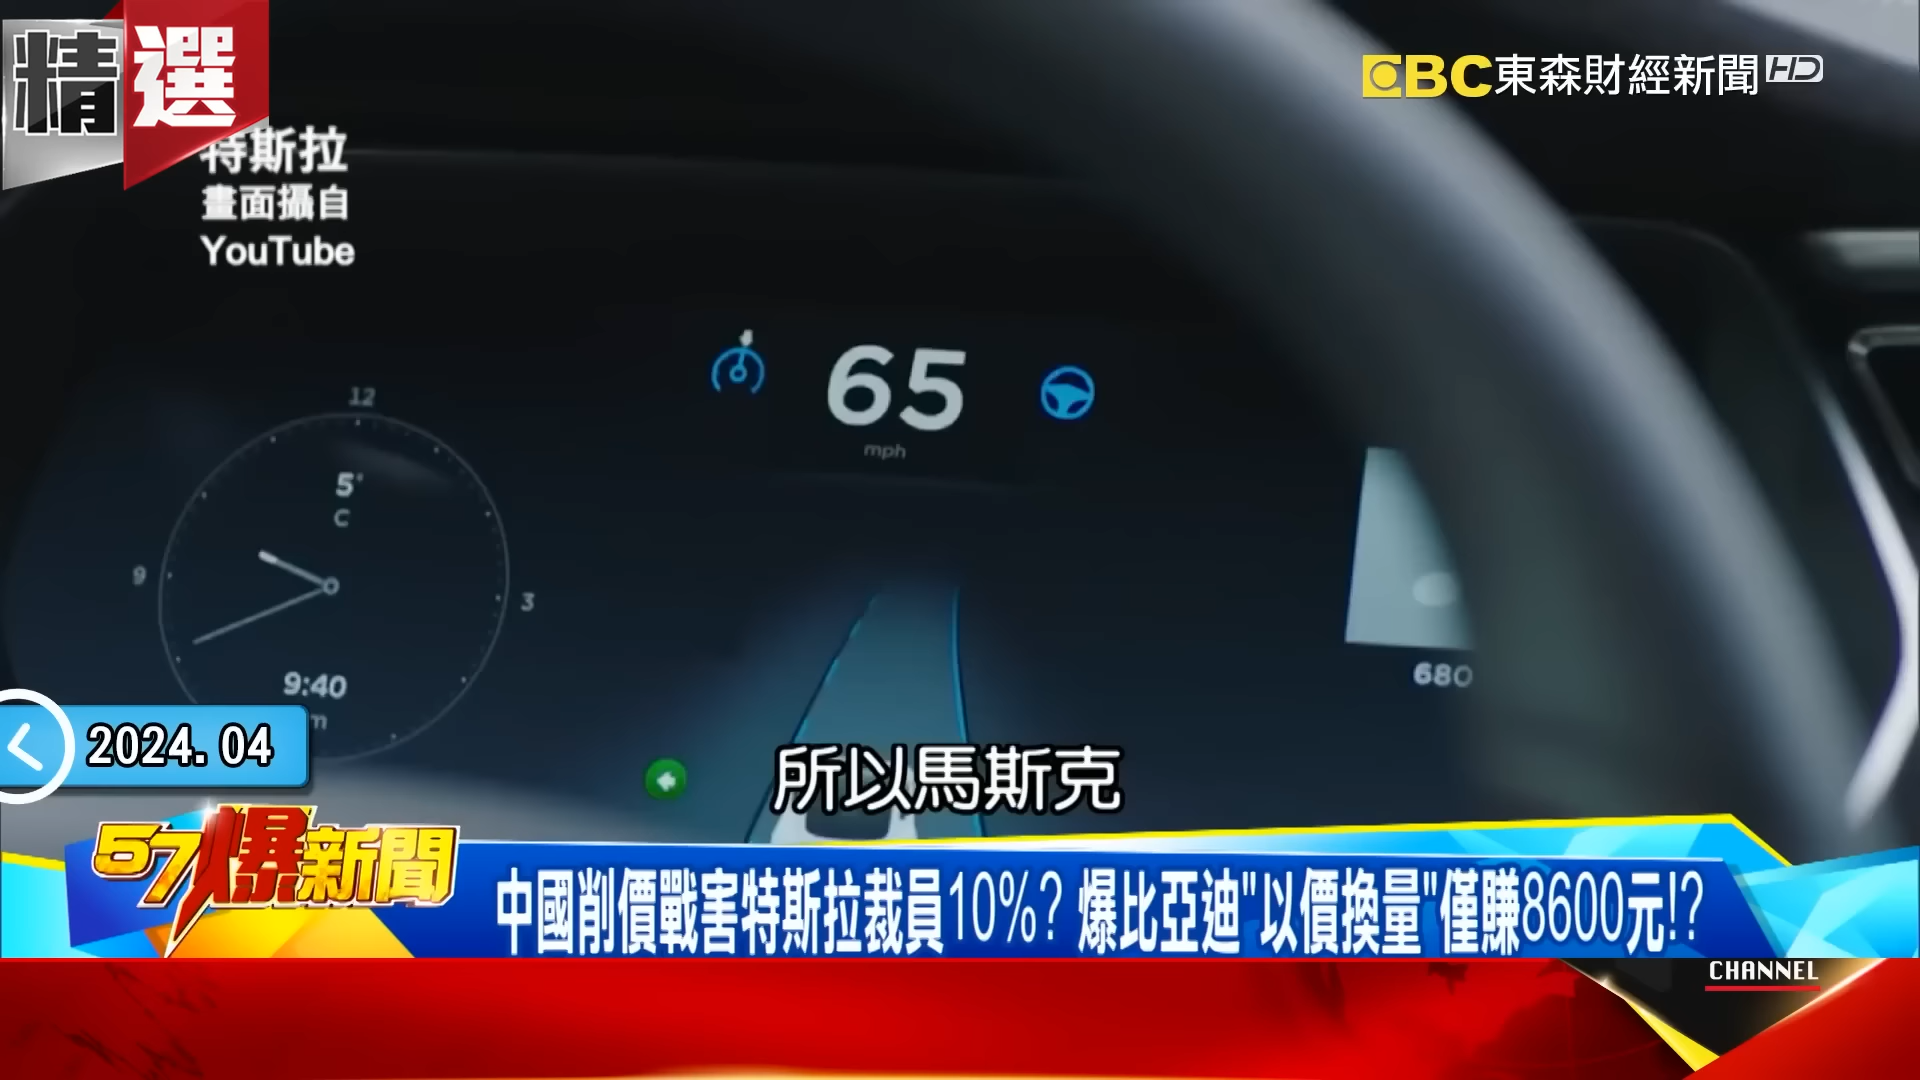 精選
EBC東森財經新聞HD
特斯拉
畫面攝自
YouTube
65
mph
12
5°
C
9
3
9:40
m
680
2024.04
所以馬斯克
57爆新聞
中國削價戰害特斯拉裁員10%? 爆比亞迪"以價換量"僅賺8600元!?
CHANNEL